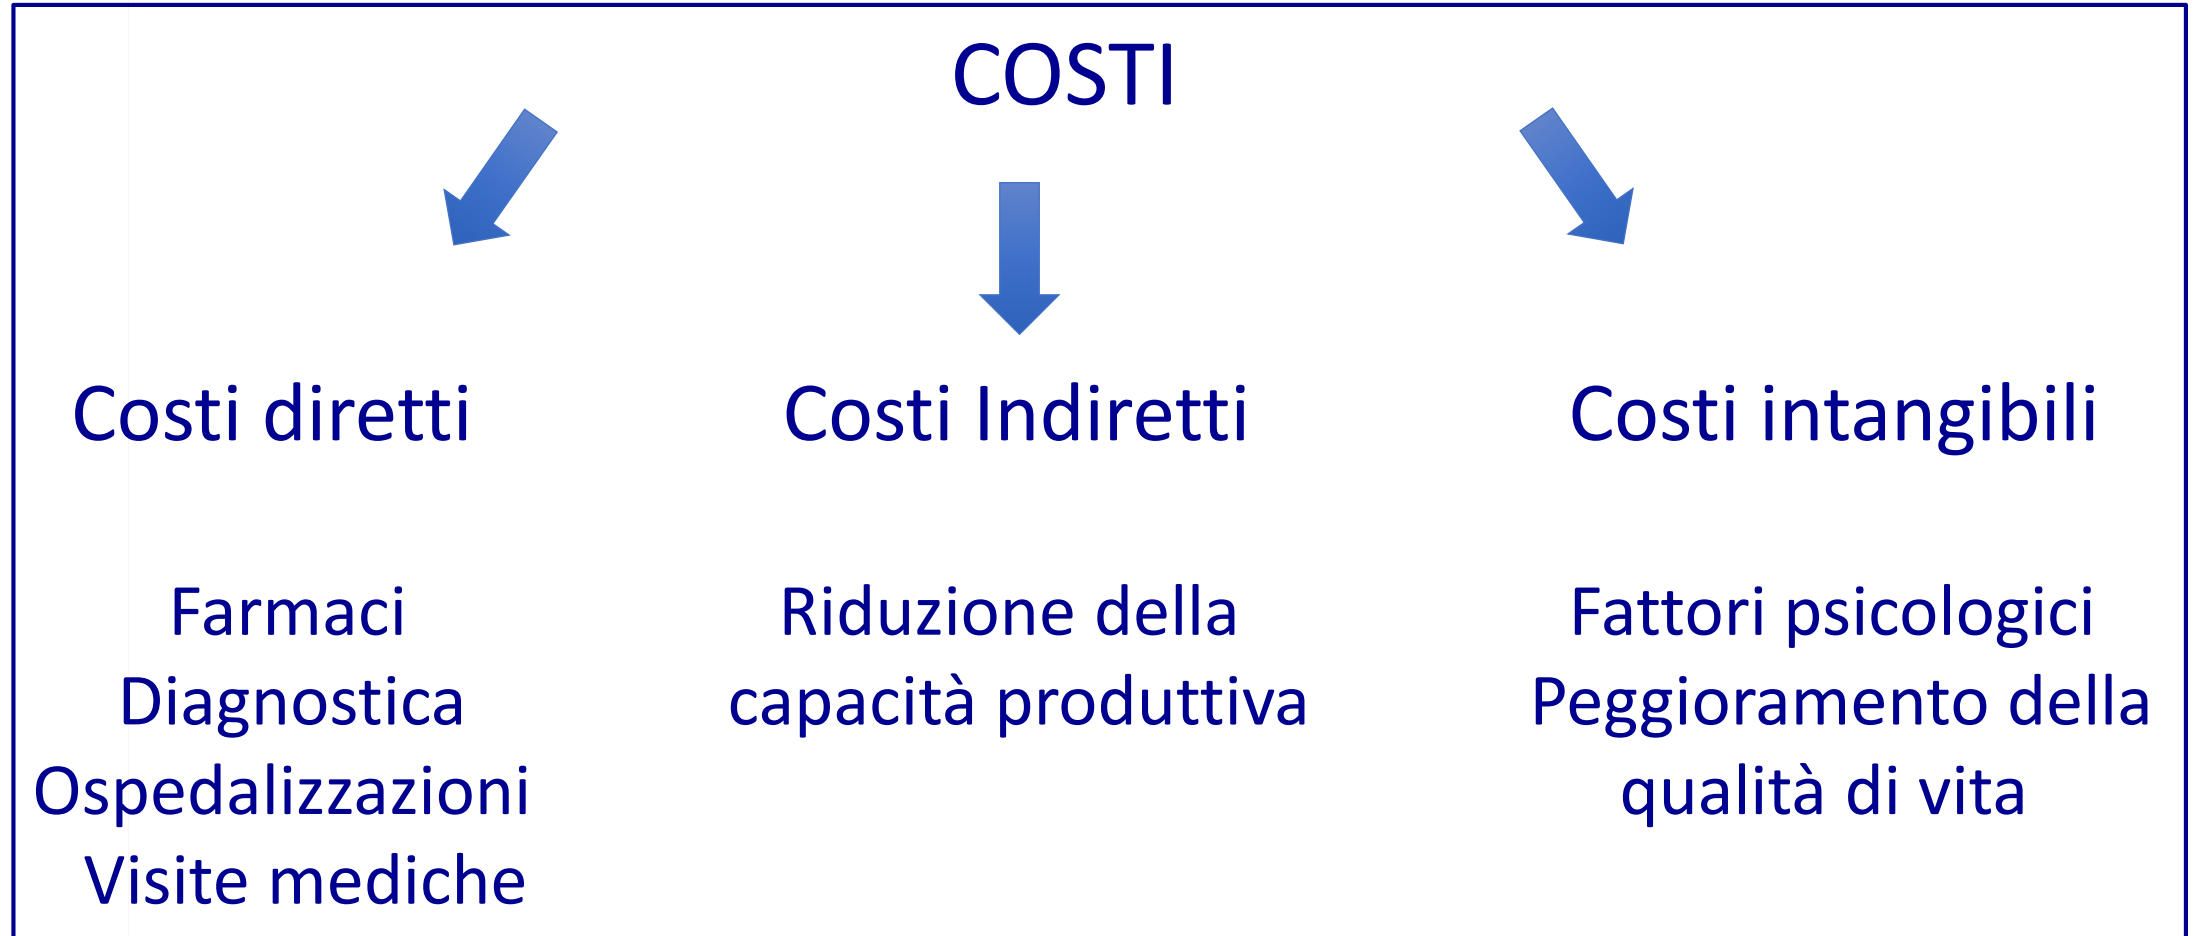 COSTI
Costi diretti
Farmaci
Diagnostica
Ospedalizzazioni
Visite mediche
Costi Indiretti
Riduzione della
capacità produttiva
Costi intangibili
Fattori psicologici
Peggioramento della
qualità di vita